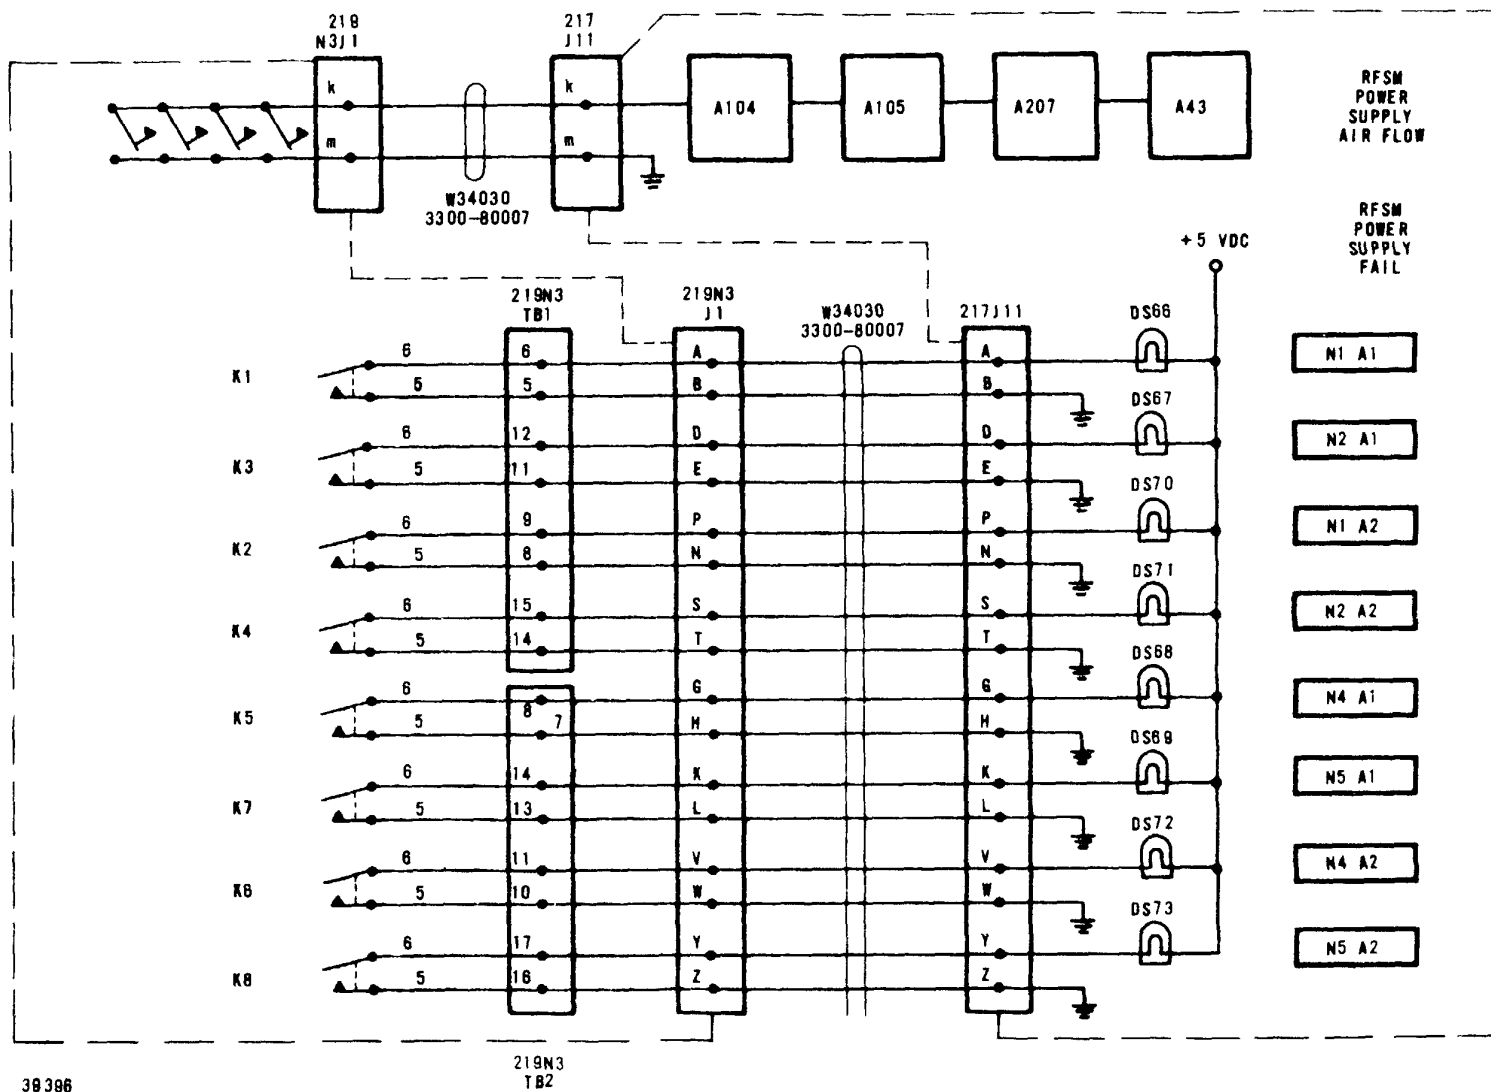 219
N3J1
217
J11
k
k
A104
A105
A207
A43
RFSM
POWER
SUPPLY
AIR FLOW
m
m
W34030
3300-80007
RFSM
POWER
SUPPLY
FAIL
+5 VDC
219N3
TB1
219N3
J1
W34030
3300-80007
217J11
DS66
K1
6
6
A
A
N1 A1
5
5
B
B
DS67
K3
6
12
D
D
N2 A1
5
11
E
E
DS70
K2
6
9
P
P
N1 A2
5
8
N
N
DS71
K4
6
15
S
S
N2 A2
5
14
T
T
DS68
K5
6
8
G
G
N4 A1
5
7
H
H
DS69
K7
6
14
K
K
N5 A1
5
13
L
L
DS72
K6
6
11
V
V
N4 A2
5
10
W
W
DS73
K8
6
17
Y
Y
N5 A2
5
16
Z
Z
219N3
TB2
39396